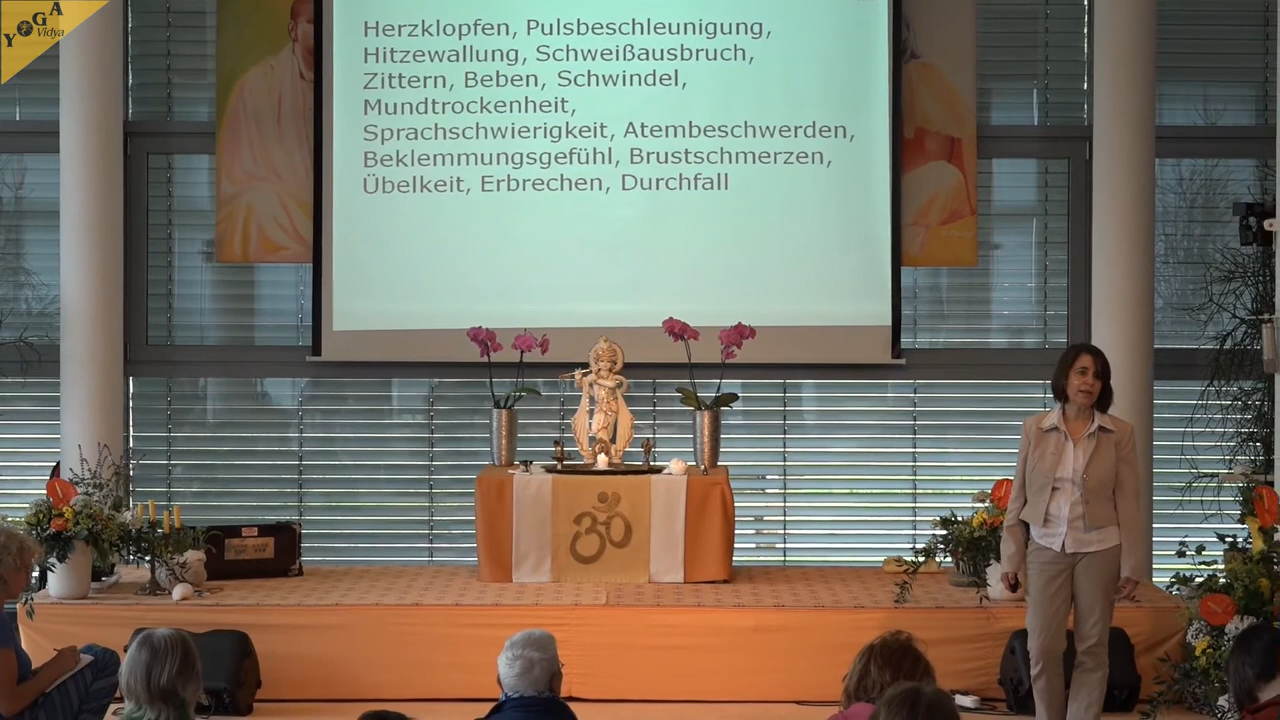 YOGA
Vidya
Herzklopfen, Pulsbeschleunigung,
Hitzewallung, Schweißausbruch,
Zittern, Beben, Schwindel,
Mundtrockenheit,
Sprachschwierigkeit, Atembeschwerden,
Beklemmungsgefühl, Brustschmerzen,
Übelkeit, Erbrechen, Durchfall
ॐ